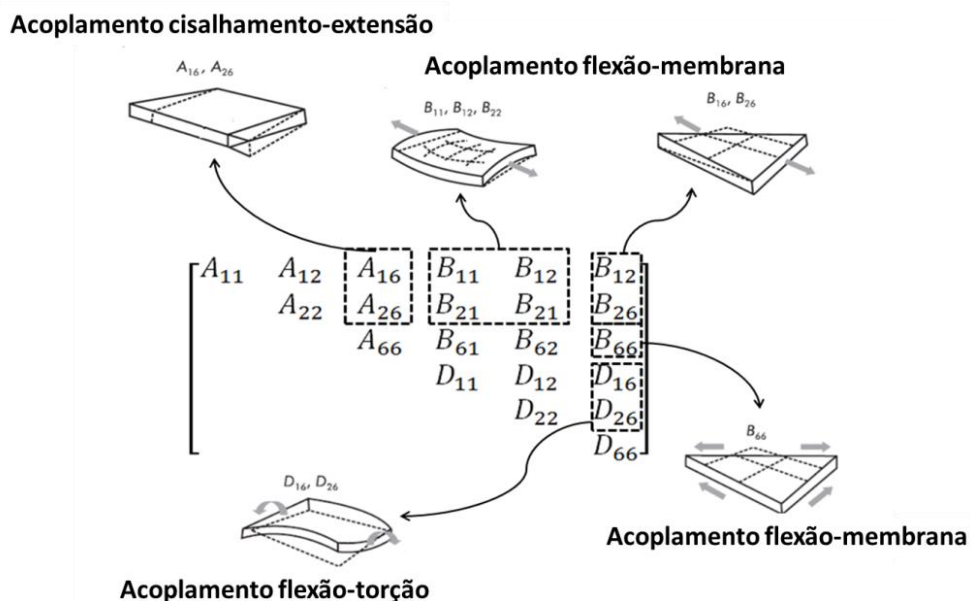 Acoplamento cisalhamento-extensão
A₁₆, A₂₆
Acoplamento flexão-membrana
B₁₁, B₁₂, B₂₂
B₁₆, B₂₆
A₁₁ A₁₂ A₁₆ B₁₁ B₁₂ B₁₂
A₂₂ A₂₆ B₂₁ B₂₁ B₂₆
A₆₆ B₆₁ B₆₂ B₆₆
D₁₁ D₁₂ D₁₆
D₂₂ D₂₆
D₆₆
B₆₆
D₁₆, D₂₆
Acoplamento flexão-membrana
Acoplamento flexão-torção